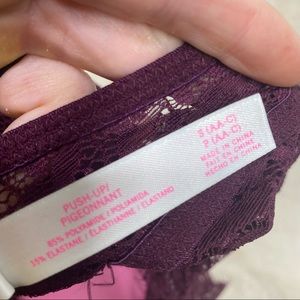 PUSH-UP/
PIGEONNANT
85% POLYAMIDE / POLIAMIDA
15% ELASTANE / ÉLASTHANNE / ELASTANO
S (AA-C)
P (AA-C)
MADE IN CHINA
FAIT EN CHINE
HECHO EN CHINA